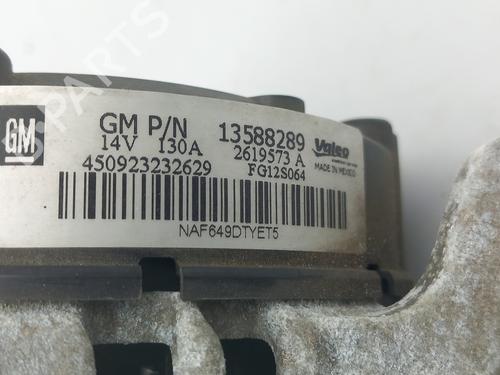 GM
GM P/N 13588289
14V 130A 2619573 A
450923232629 FG12S064
Valeo
MADE IN MEXICO
NAF649DTYET5